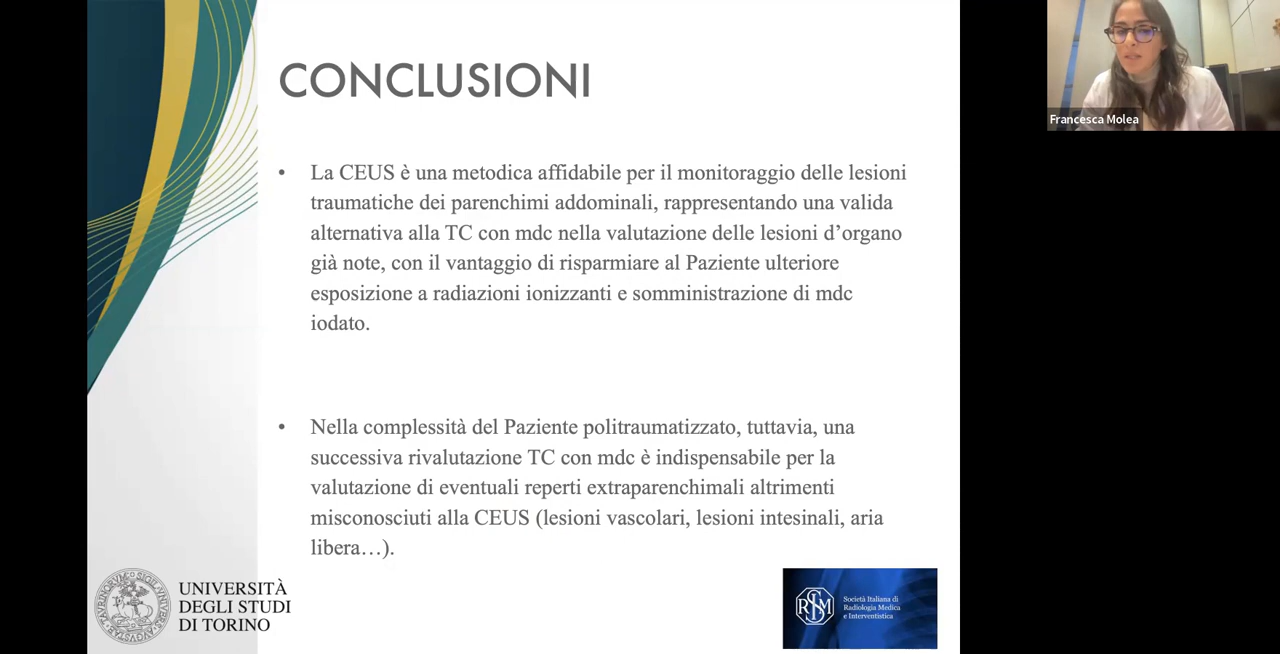 CONCLUSIONI
Francesca Molea
• La CEUS è una metodica affidabile per il monitoraggio delle lesioni
traumatiche dei parenchimi addominali, rappresentando una valida
alternativa alla TC con mdc nella valutazione delle lesioni d’organo
già note, con il vantaggio di risparmiare al Paziente ulteriore
esposizione a radiazioni ionizzanti e somministrazione di mdc
iodato.
• Nella complessità del Paziente politraumatizzato, tuttavia, una
successiva rivalutazione TC con mdc è indispensabile per la
valutazione di eventuali reperti extraparenchimali altrimenti
misconosciuti alla CEUS (lesioni vascolari, lesioni intestinali, aria
libera…).
UNIVERSITÀ
DEGLI STUDI
DI TORINO
Società Italiana di
Radiologia Medica
e Interventistica